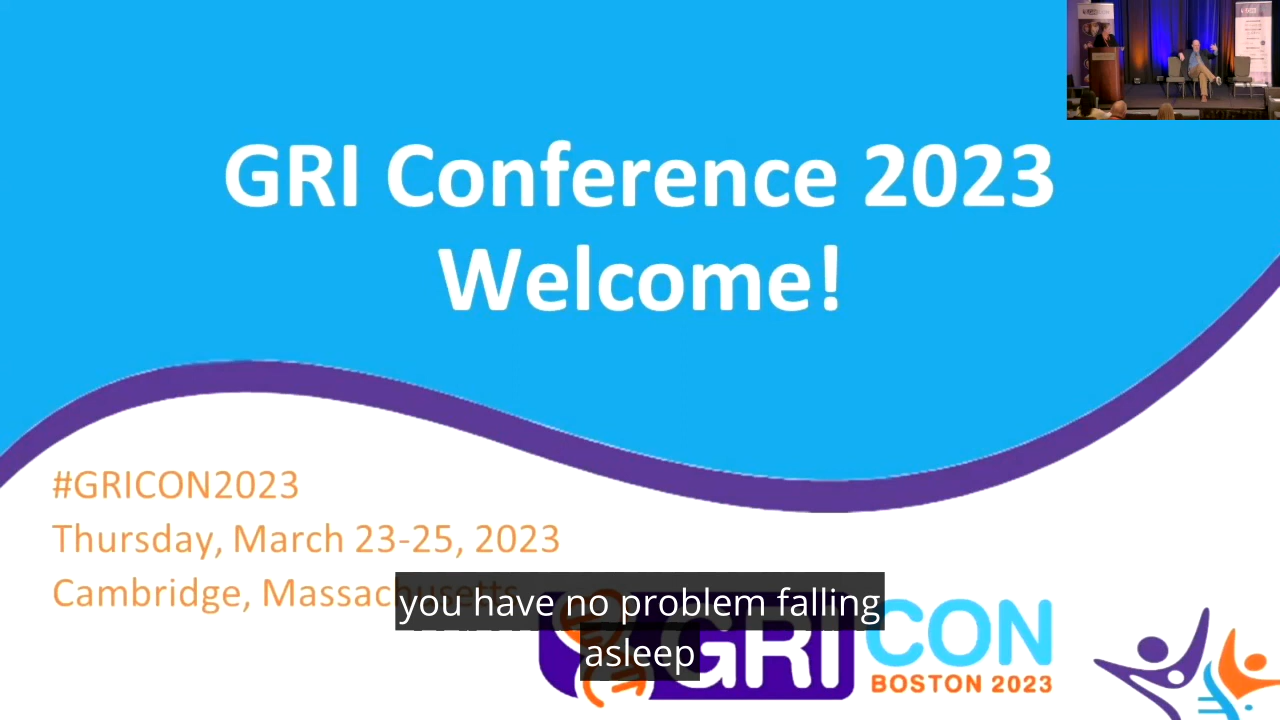 GRI Conference 2023
Welcome!
#GRICON2023
Thursday, March 23-25, 2023
Cambridge, Massachusetts
you have no problem falling
asleep
GRI CON
BOSTON 2023